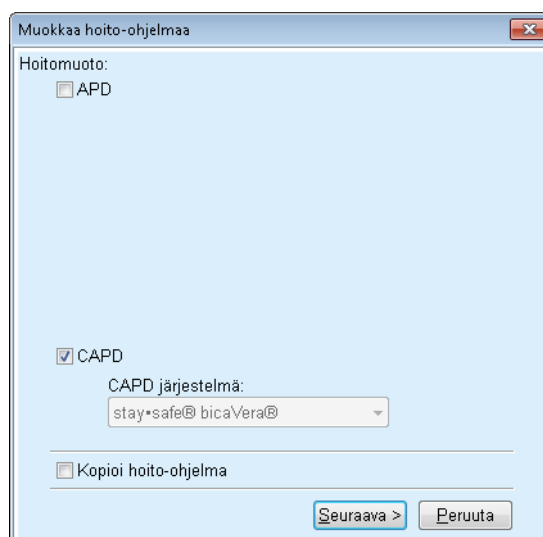 Muokkaa hoito-ohjelmaa
Hoitomuoto:
APD
CAPD
CAPD järjestelmä:
stay•safe® bicaVera®
Kopioi hoito-ohjelma
Seuraava > Peruuta